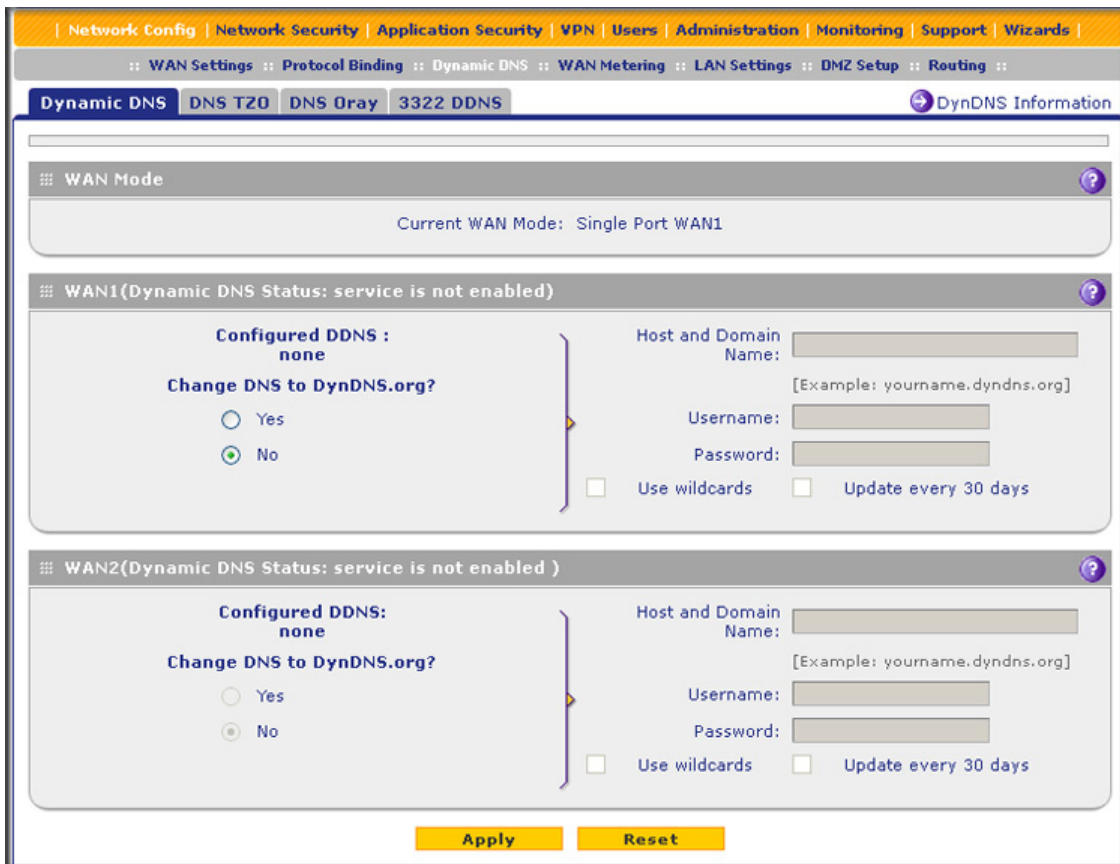 | Network Config | Network Security | Application Security | VPN | Users | Administration | Monitoring | Support | Wizards |
:: WAN Settings :: Protocol Binding :: Dynamic DNS :: WAN Metering :: LAN Settings :: DMZ Setup :: Routing ::
Dynamic DNS DNS TZO DNS Oray 3322 DDNS DynDNS Information
WAN Mode ?
Current WAN Mode: Single Port WAN1
WAN1(Dynamic DNS Status: service is not enabled) ?
Configured DDNS :
none
Change DNS to DynDNS.org?
Yes
No
Host and Domain
Name:
[Example: yourname.dyndns.org]
Username:
Password:
Use wildcards Update every 30 days
WAN2(Dynamic DNS Status: service is not enabled ) ?
Configured DDNS:
none
Change DNS to DynDNS.org?
Yes
No
Host and Domain
Name:
[Example: yourname.dyndns.org]
Username:
Password:
Use wildcards Update every 30 days
Apply Reset